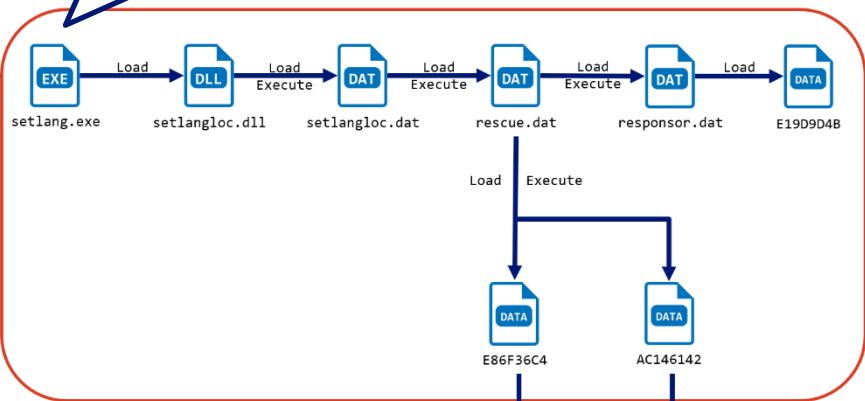 Load
Load
Execute
Load
Execute
Load
Execute
Load
EXE
DLL
DAT
DAT
DAT
DATA
setlang.exe
setlangloc.dll
setlangloc.dat
rescue.dat
responsor.dat
E19D9D4B
Load
Execute
DATA
DATA
E86F36C4
AC146142